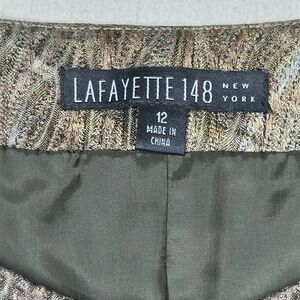 LAFAYETTE 148 NEW YORK
12
MADE IN
CHINA